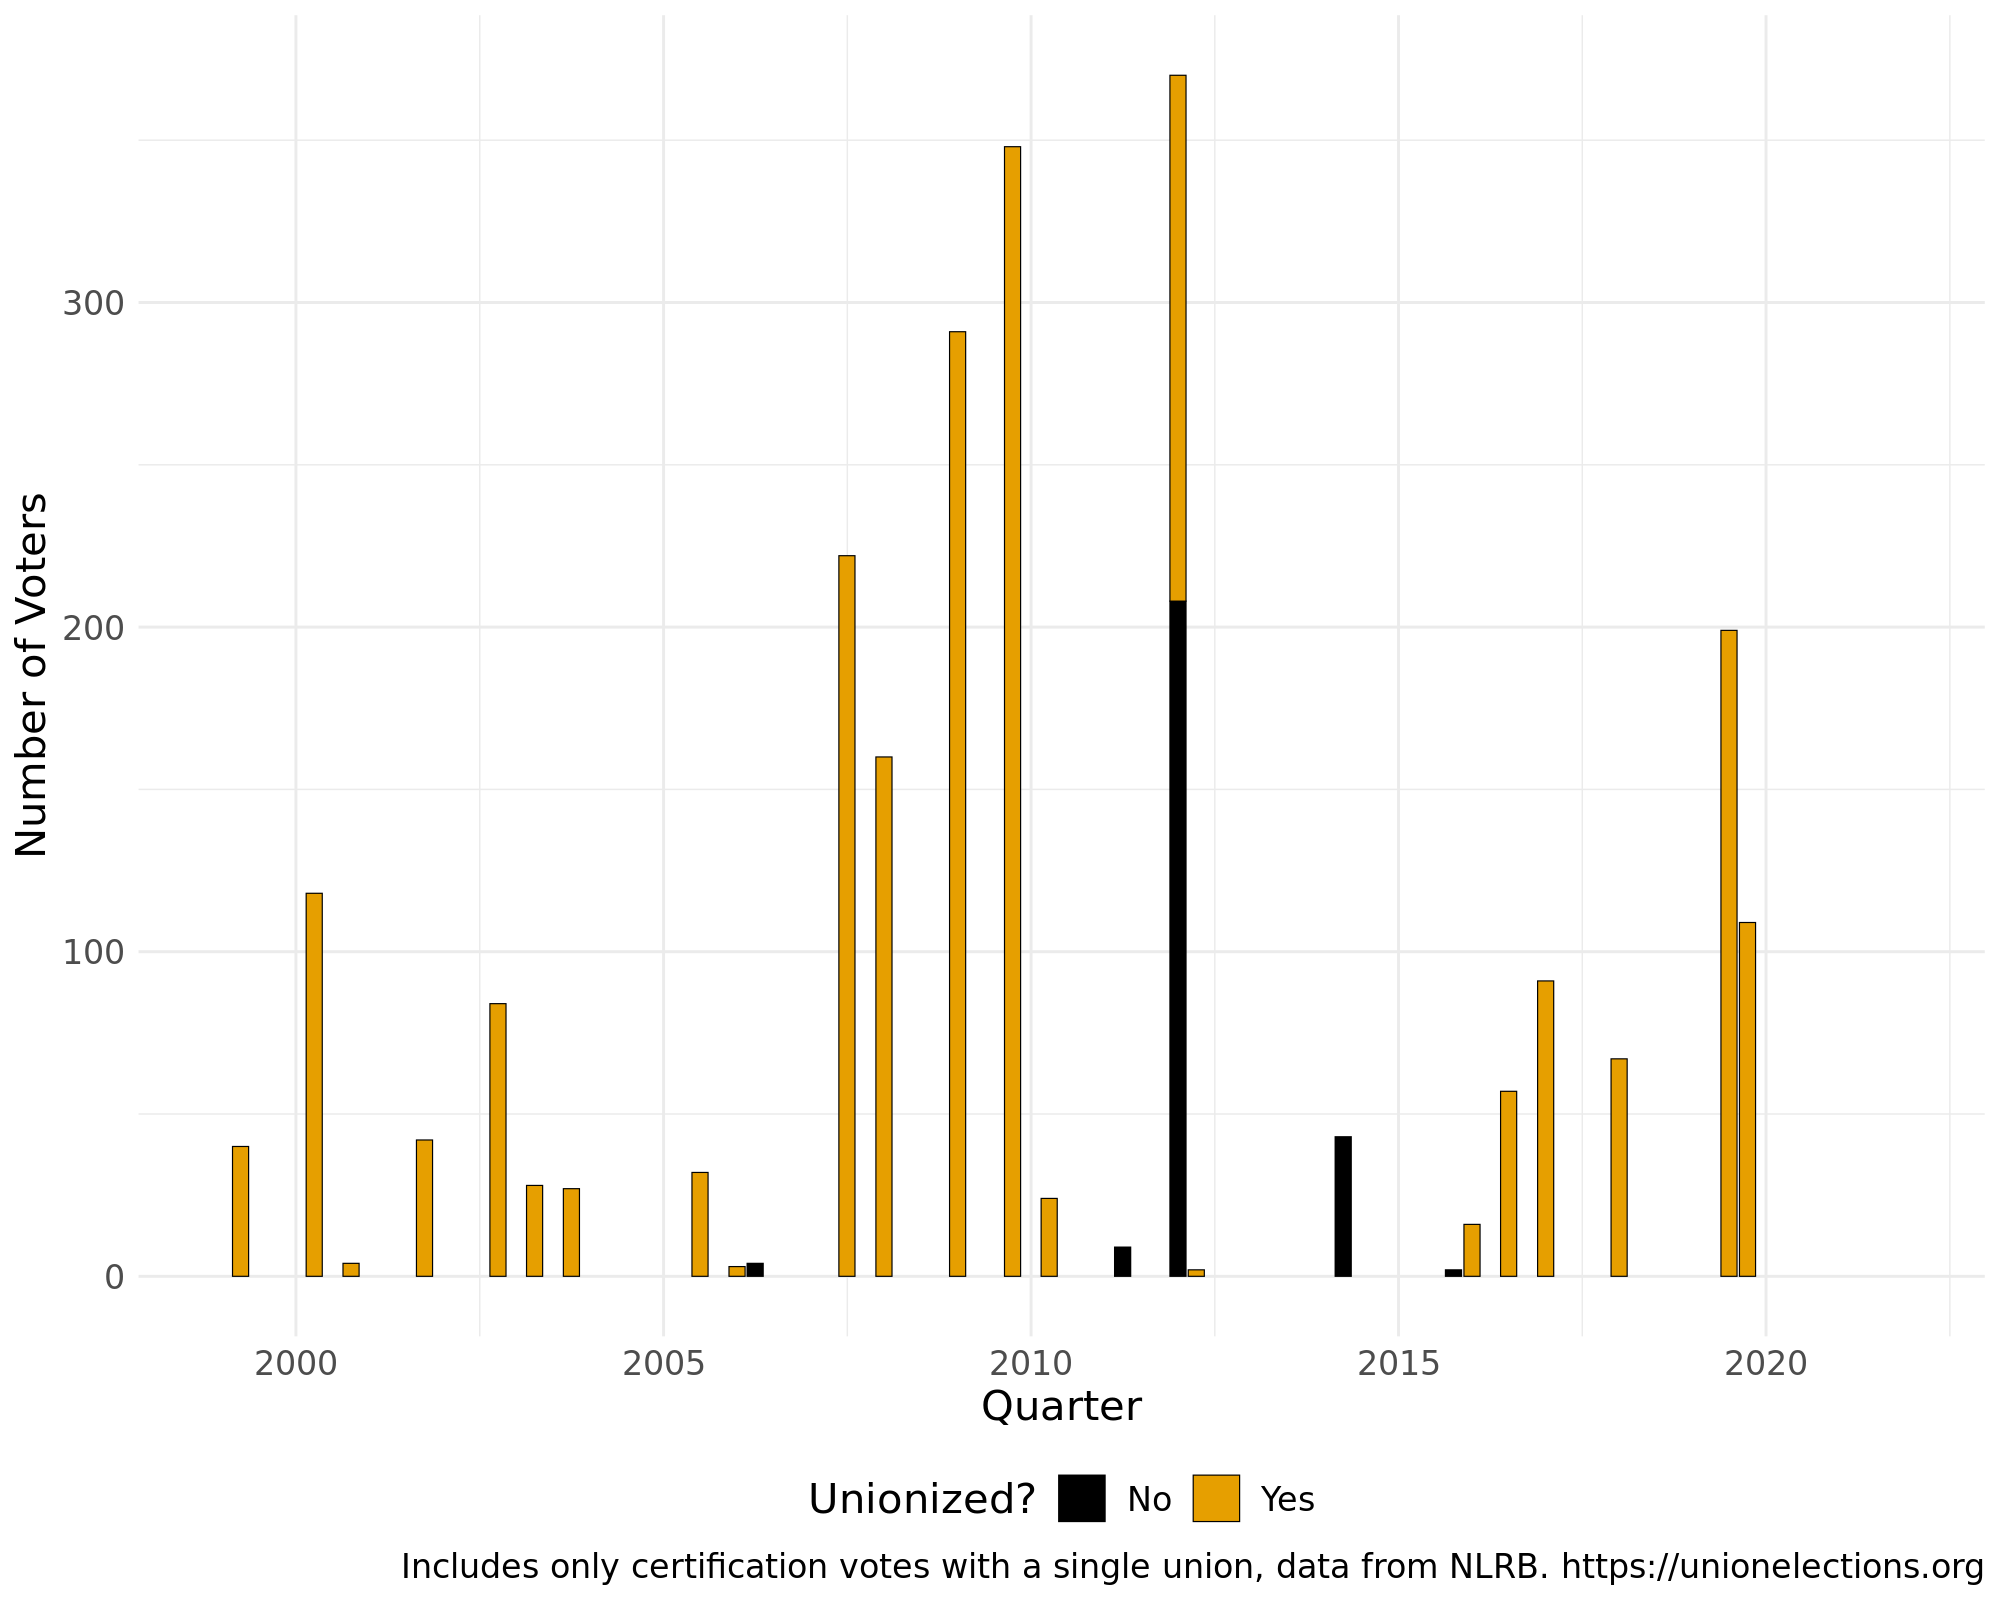 Number of Voters
300
200
100
0
2000 2005 2010 2015 2020
Quarter
Unionized? No Yes
Includes only certification votes with a single union, data from NLRB. https://unionelections.org